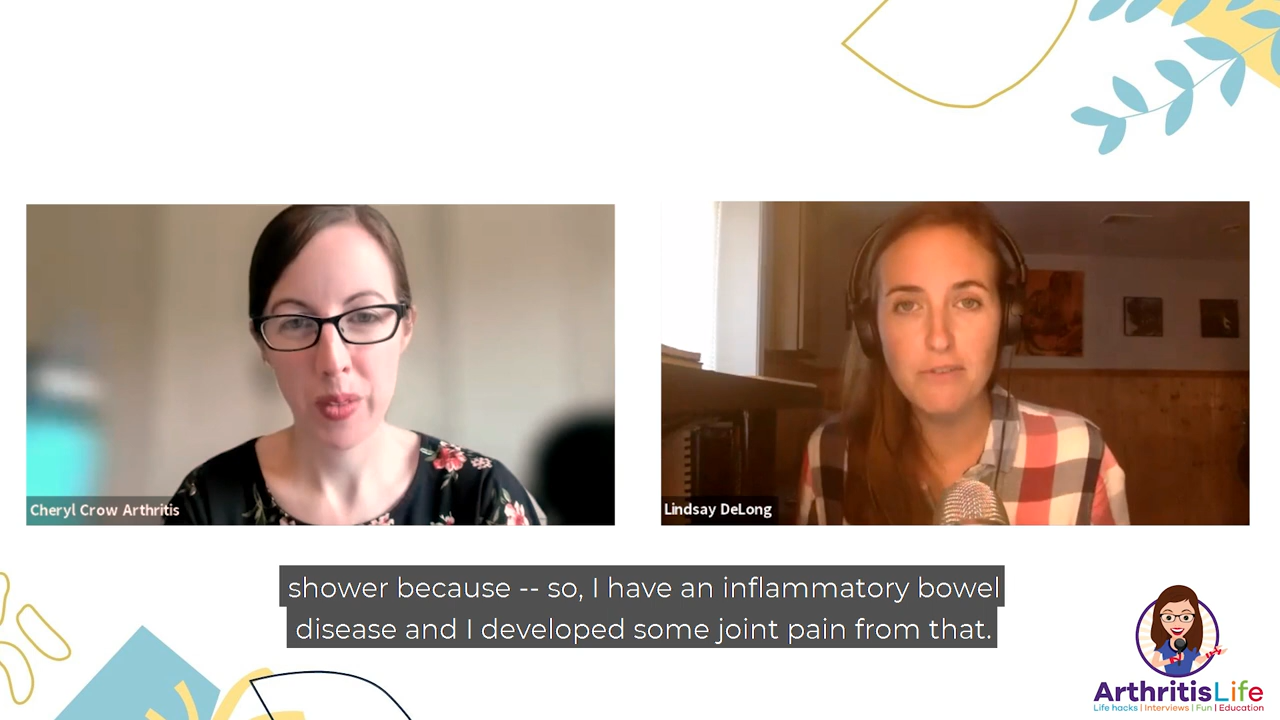 Cheryl Crow Arthritis
Lindsay DeLong
shower because -- so, I have an inflammatory bowel
disease and I developed some joint pain from that.
ArthritisLife
Life hacks | Interviews | Fun | Education